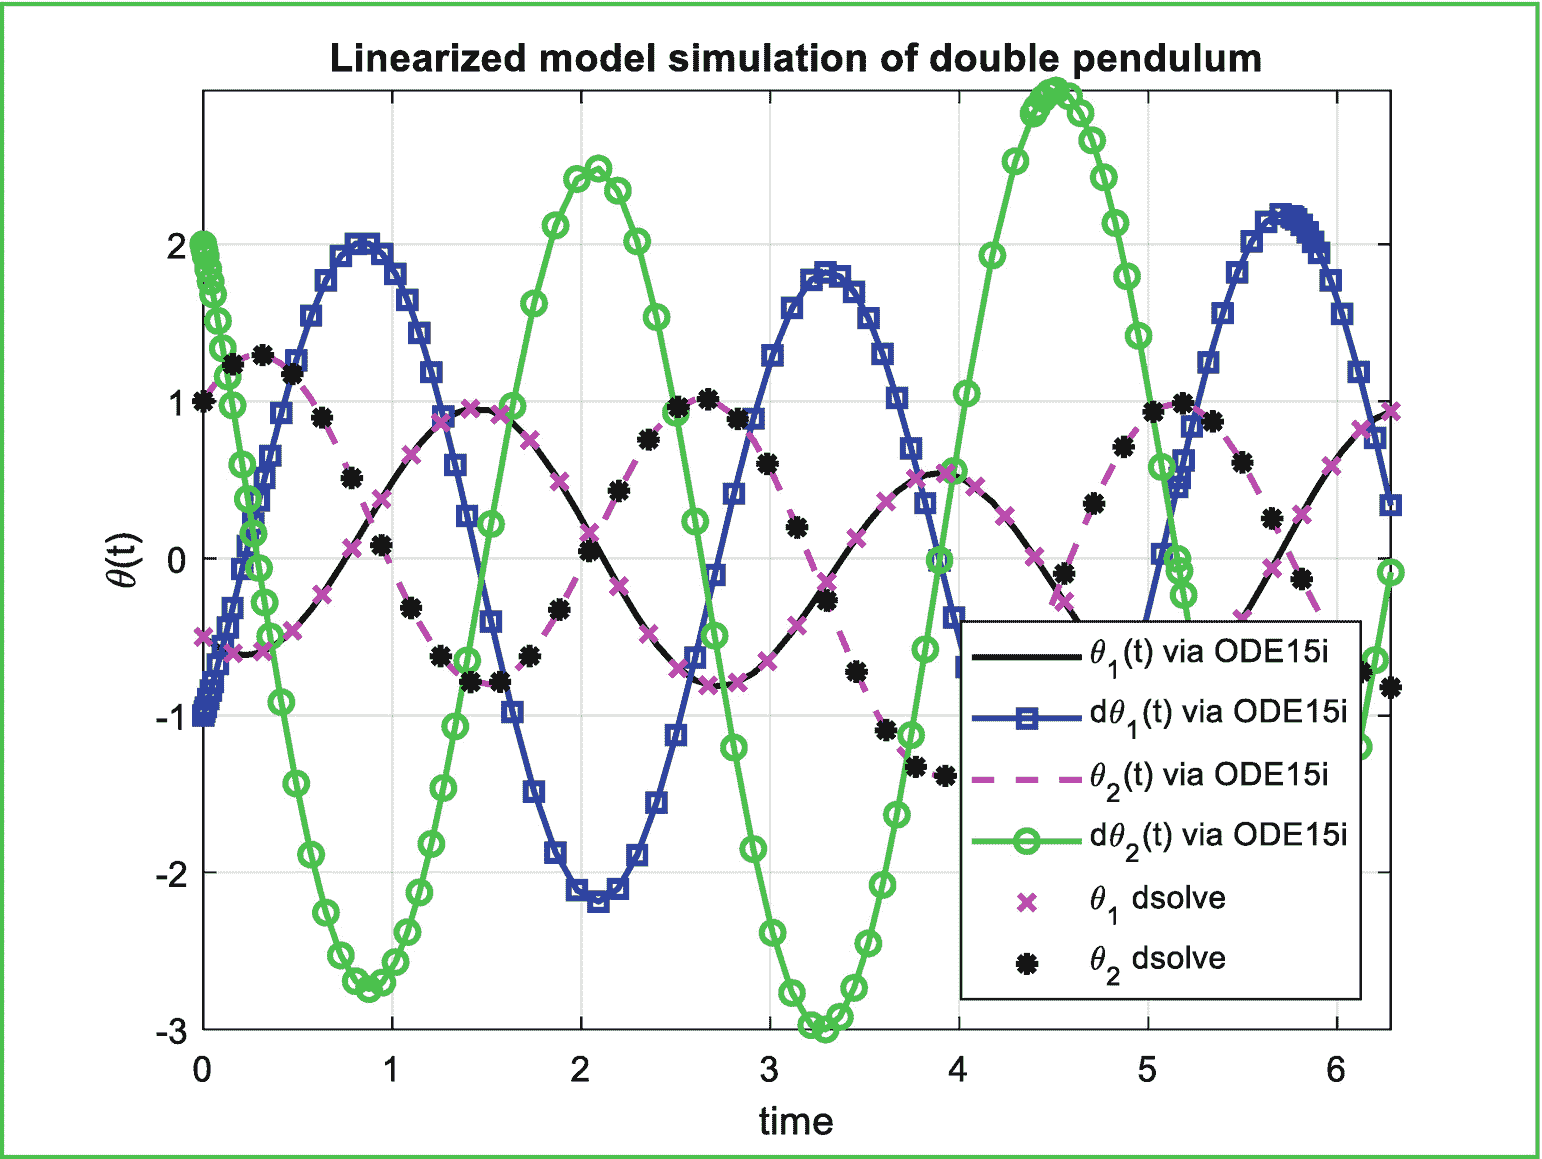 Linearized model simulation of double pendulum
θ(t)
2
1
0
-1
-2
-3
θ₁(t) via ODE15i
dθ₁(t) via ODE15i
θ₂(t) via ODE15i
dθ₂(t) via ODE15i
θ₁ dsolve
θ₂ dsolve
0 1 2 3 4 5 6
time